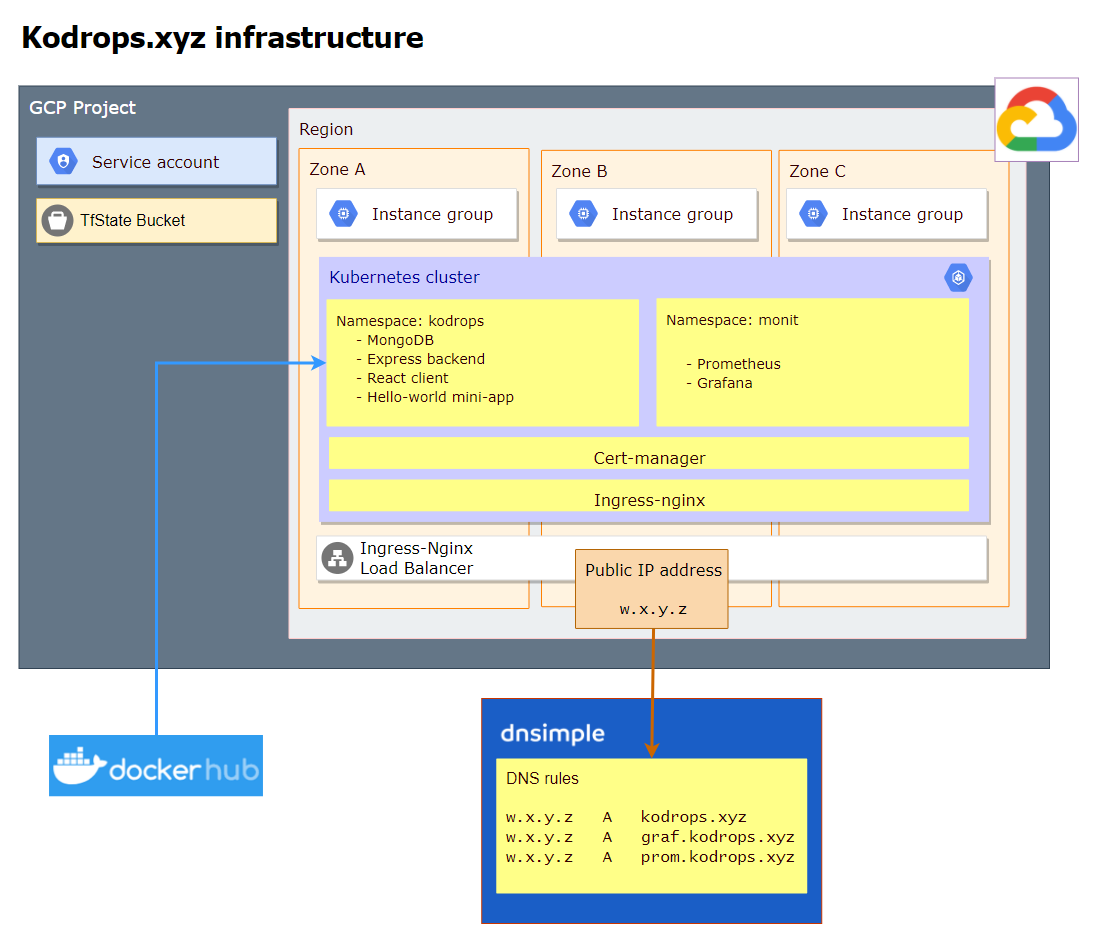 Kodrops.xyz infrastructure
GCP Project
Service account
TfState Bucket
Region
Zone A
Instance group
Zone B
Instance group
Zone C
Instance group
Kubernetes cluster
Namespace: kodrops
- MongoDB
- Express backend
- React client
- Hello-world mini-app
Namespace: monit
- Prometheus
- Grafana
Cert-manager
Ingress-nginx
Ingress-Nginx
Load Balancer
Public IP address
w.x.y.z
dockerhub
dnsimple
DNS rules
w.x.y.z A kodrops.xyz
w.x.y.z A graf.kodrops.xyz
w.x.y.z A prom.kodrops.xyz